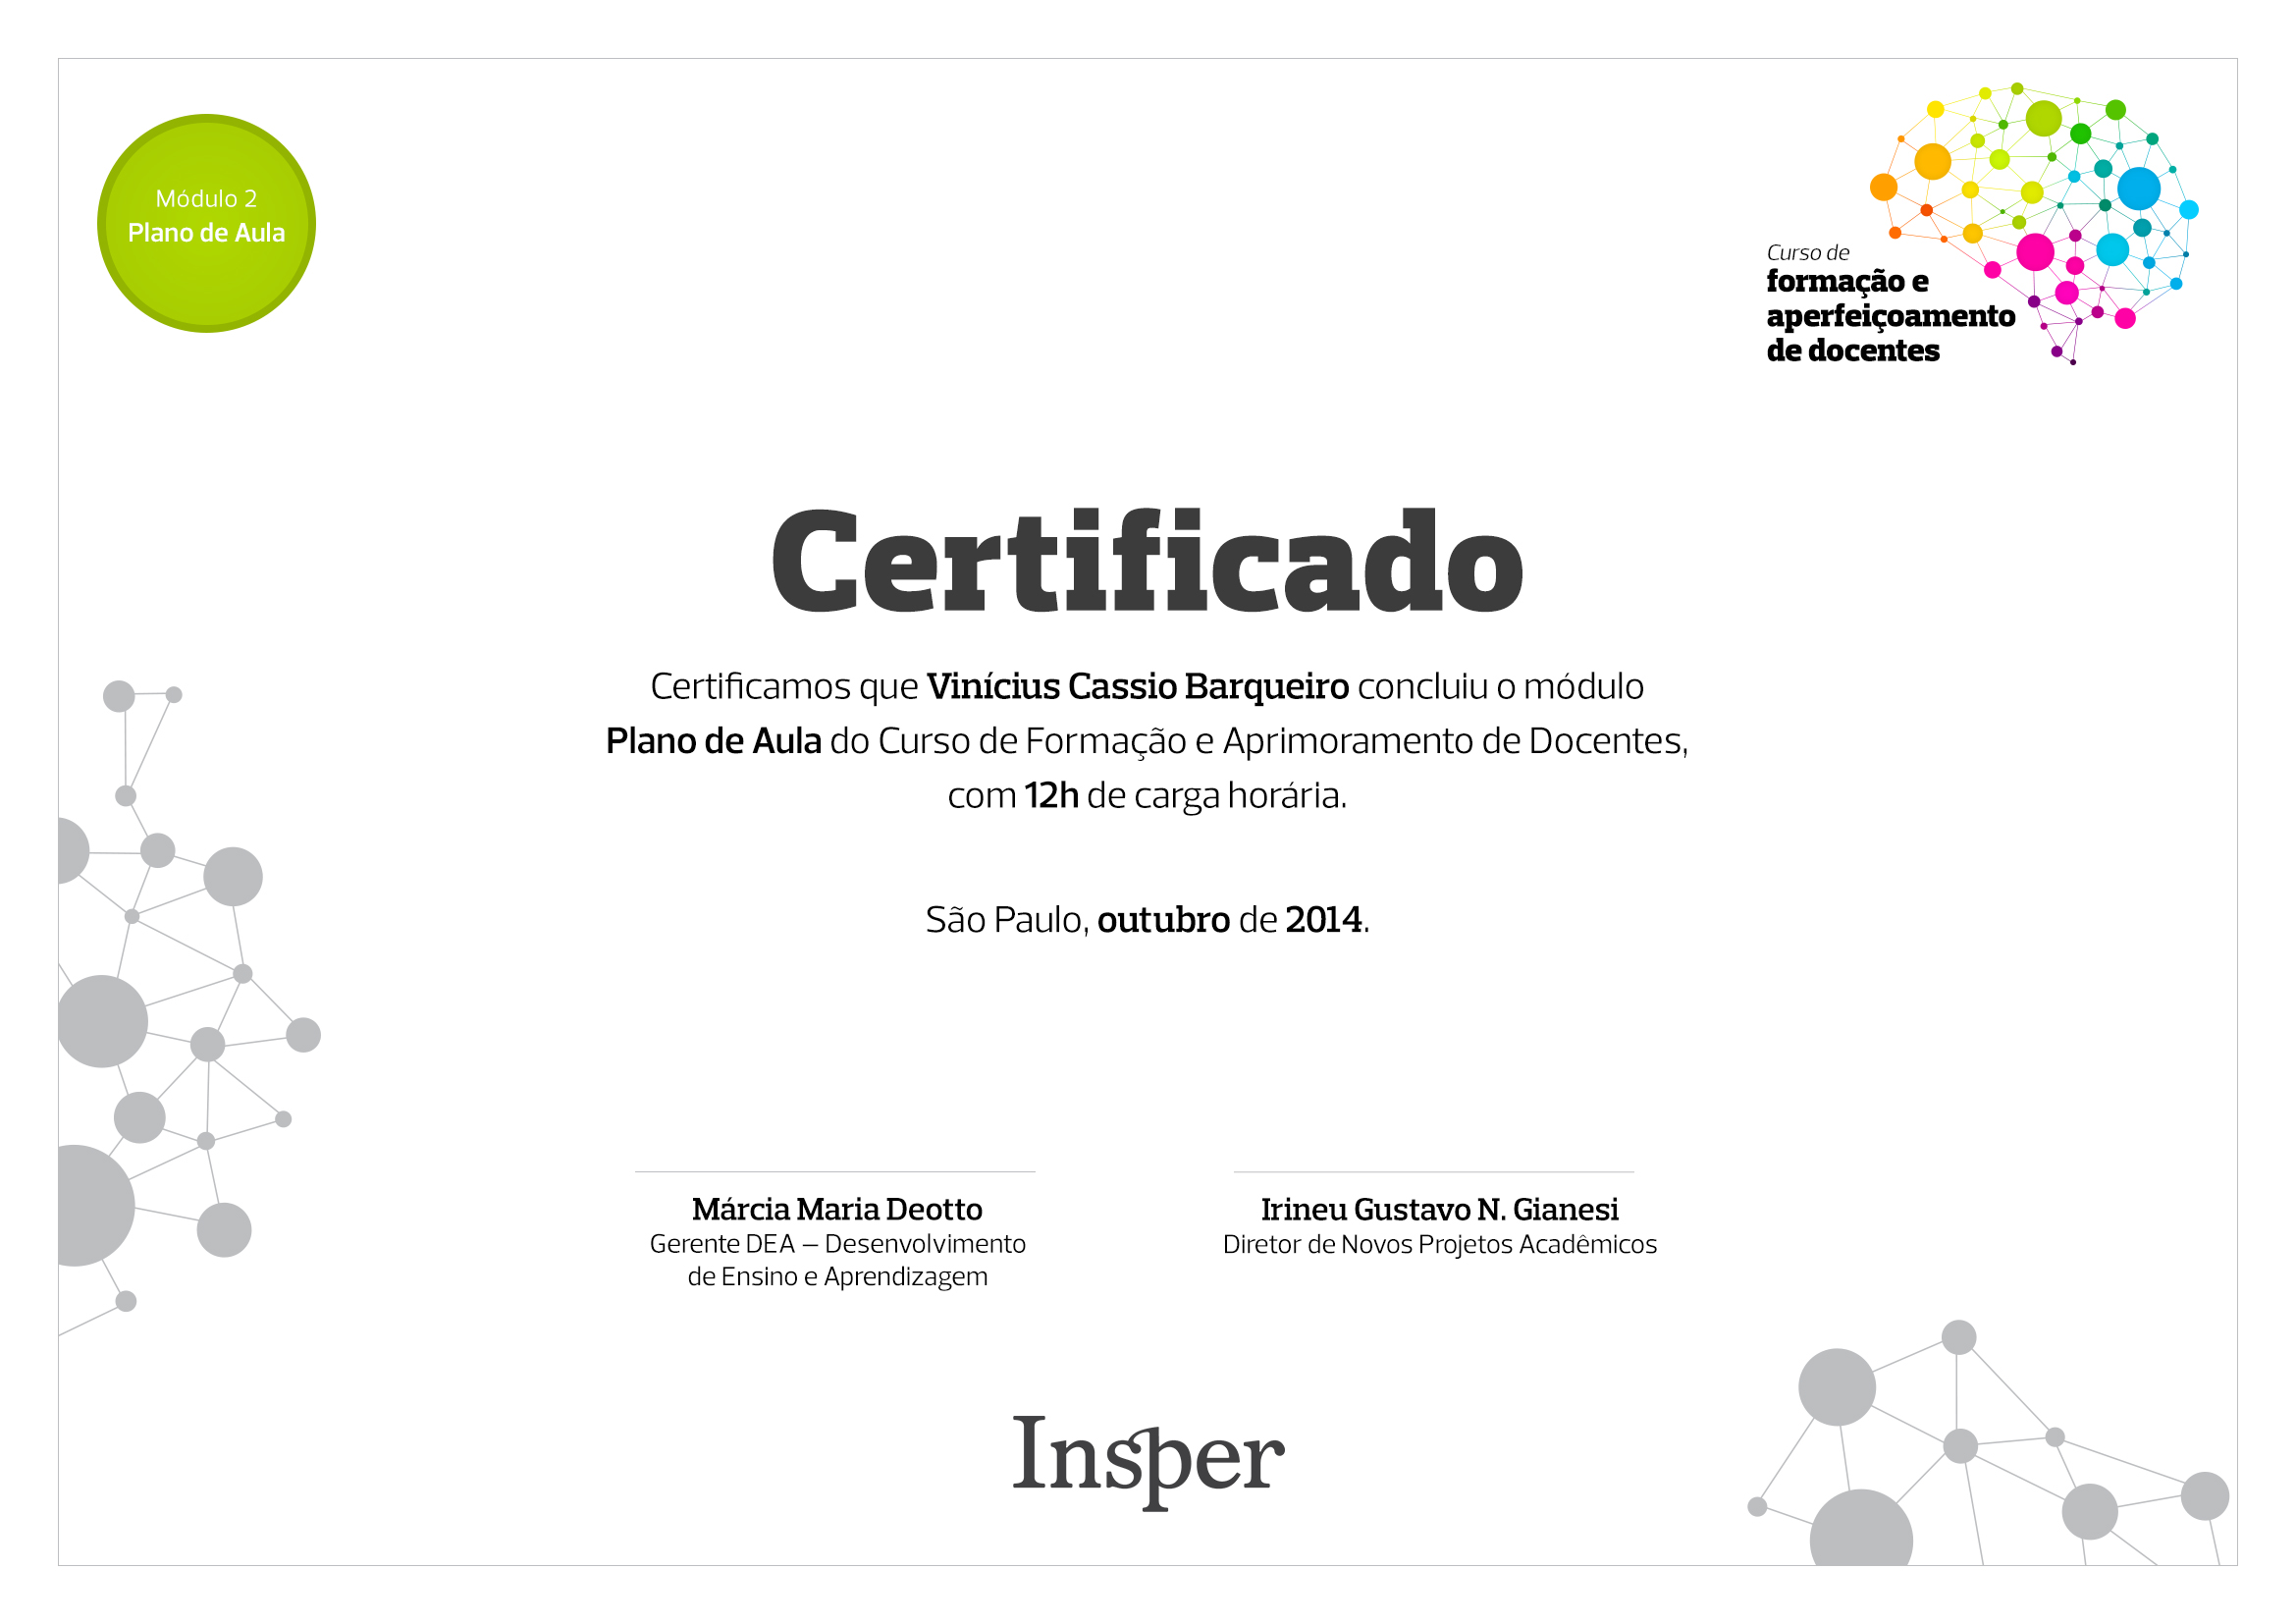 Módulo 2
Plano de Aula
Curso de
formação e
aperfeiçoamento
de docentes
Certificado
Certificamos que Vinícius Cassio Barqueiro concluiu o módulo
Plano de Aula do Curso de Formação e Aprimoramento de Docentes,
com 12h de carga horária.
São Paulo, outubro de 2014.
Márcia Maria Deotto
Gerente DEA – Desenvolvimento
de Ensino e Aprendizagem
Irineu Gustavo N. Gianesi
Diretor de Novos Projetos Acadêmicos
Insper